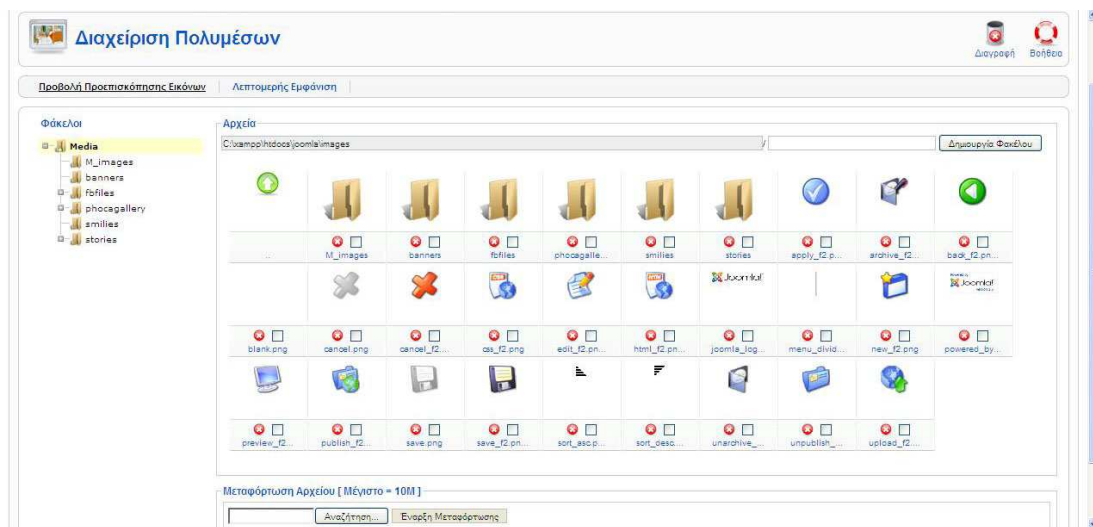 Διαχείριση Πολυμέσων
Διαγραφή
Βοήθεια
Προβολή Προεπισκόπησης Εικόνων
Λεπτομερής Εμφάνιση
Φάκελοι
Media
M_images
banners
fbfiles
phocagallery
smilies
stories
Αρχεία
C:\xampp\htdocs\joomla\images
/
Δημιουργία Φακέλου
..
M_images banners fbfiles phocagalle... smilies stories apply_f2.p... archive_f2... back_f2.pn...
Joomla! Joomla!
blank.png cancel.png cancel_f2.... css_f2.png edit_f2.pn... html_f2.pn... joomla_log... menu_divid... new_f2.png powered_by...
preview_f2... publish_f2... save.png save_f2.pn... sort_asc.p... sort_desc.... unarchive_... unpublish_... upload_f2....
Μεταφόρτωση Αρχείου [ Μέγιστο = 10M ]
Αναζήτηση...
Έναρξη Μεταφόρτωσης